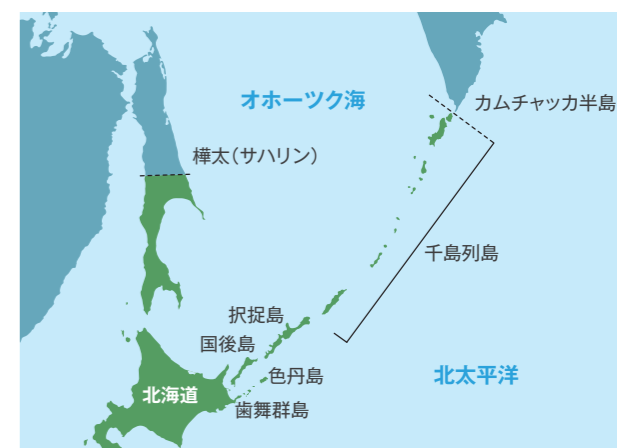 オホーツク海
カムチャッカ半島
樺太（サハリン）
千島列島
択捉島
国後島
色丹島
北太平洋
北海道
歯舞群島